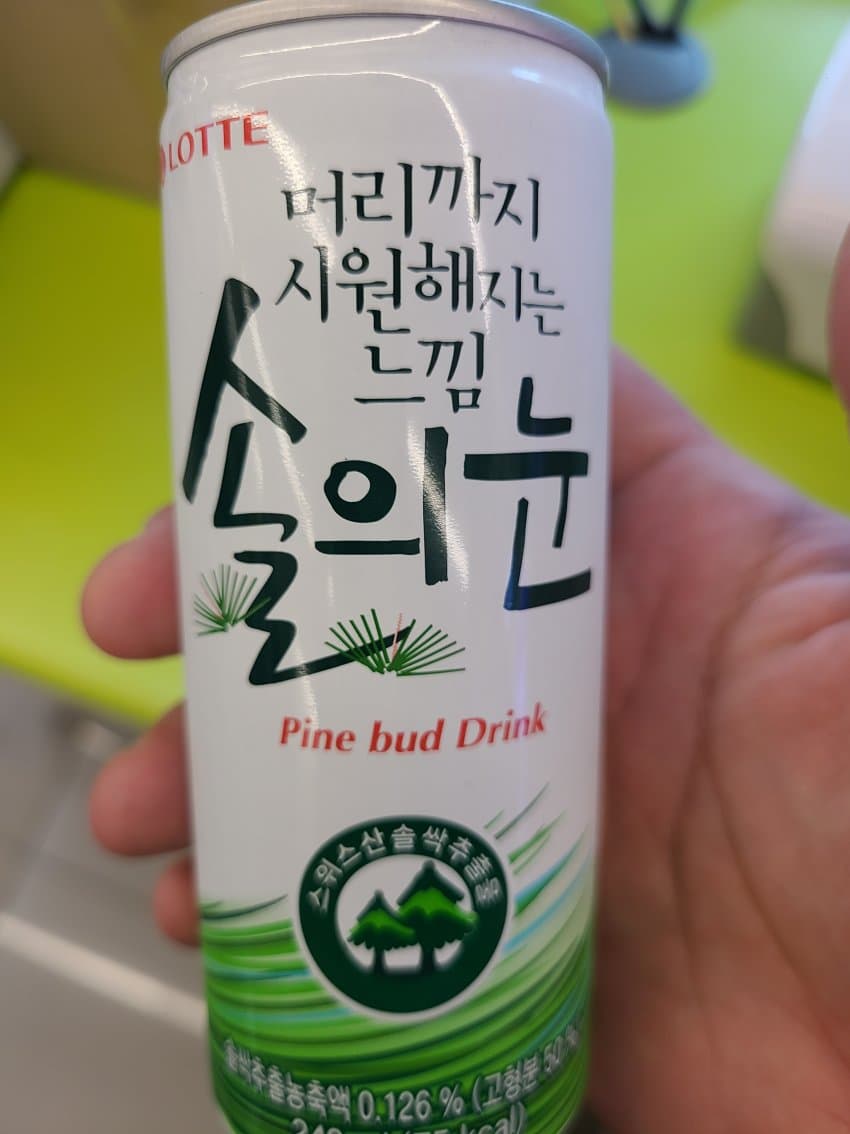 LOTTE
머리까지
시원해지는
느낌
솔의눈
Pine bud Drink
스위스산솔싹추출물
솔싹추출농축액 0.126 % (고형분 50 %)